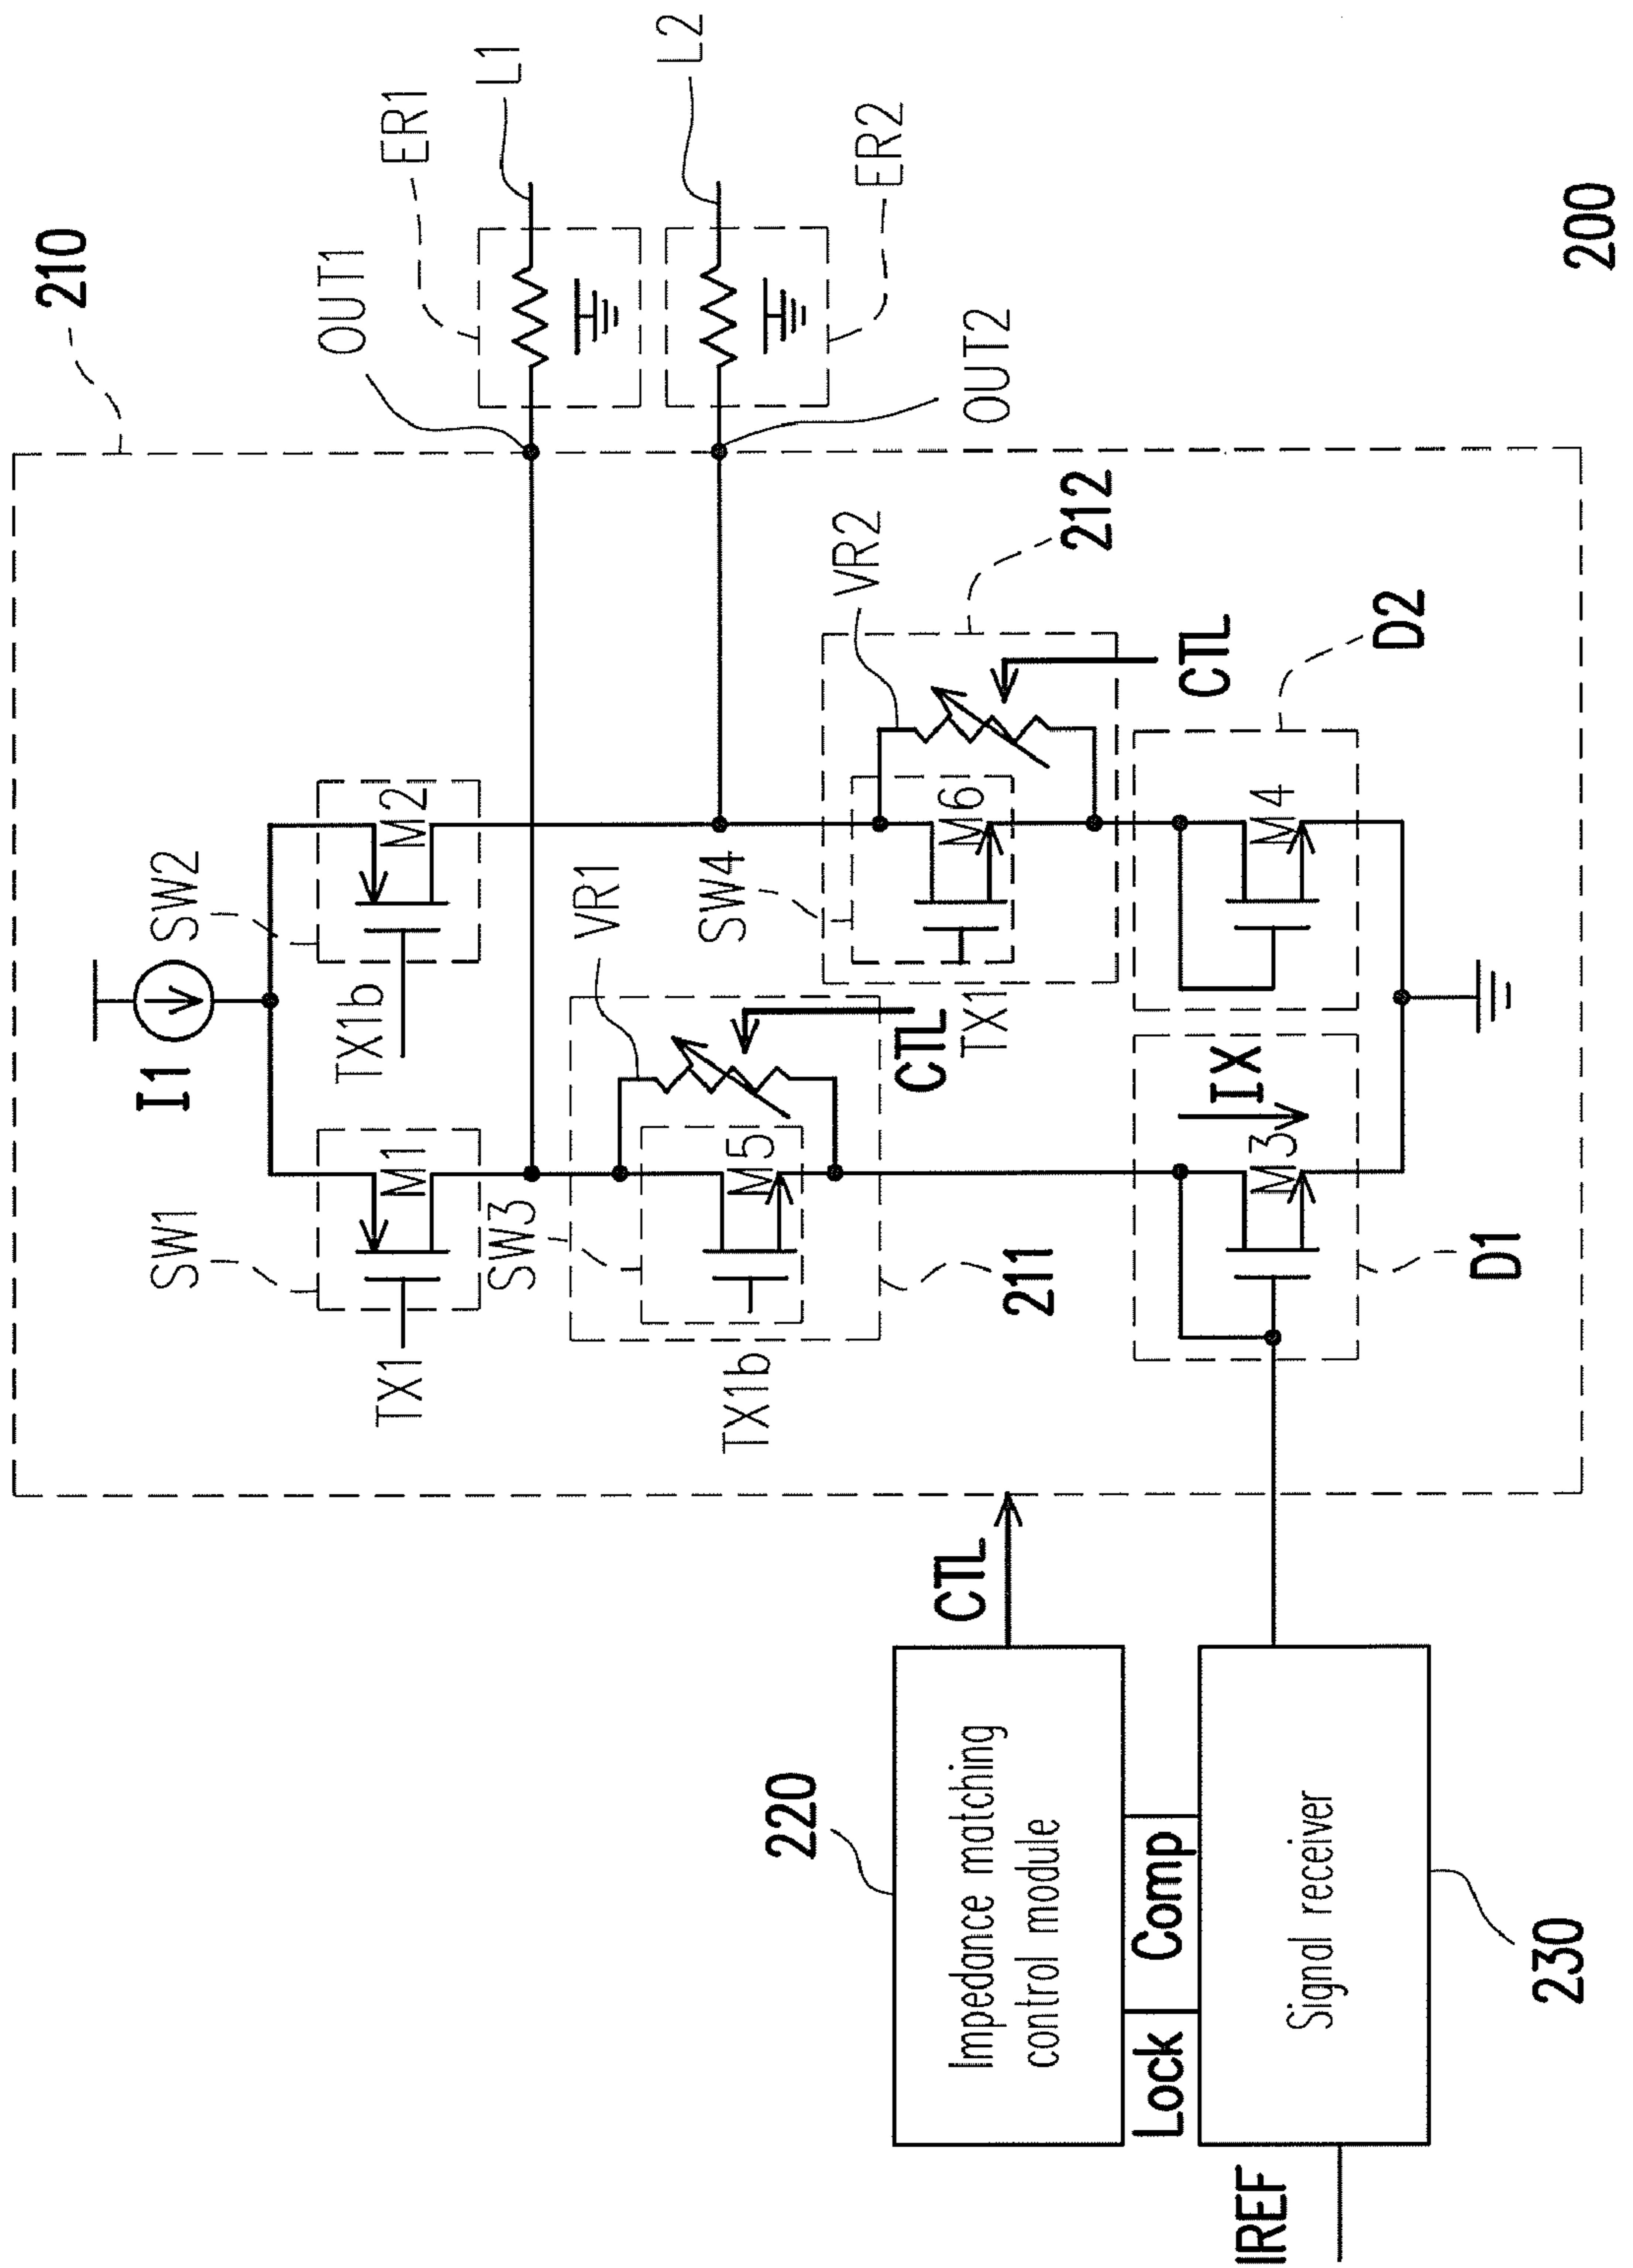 210
I1
SW1
SW2
TX1
M1
TX1b
M2
OUT1
ER1
L1
L2
ER2
OUT2
SW3
VR1
TX1b
M5
CTL
211
SW4
VR2
TX1
M6
CTL
212
D1
M3
IX
M4
D2
220
Impedance matching
control module
CTL
Lock
Comp
Signal receiver
IREF
230
200